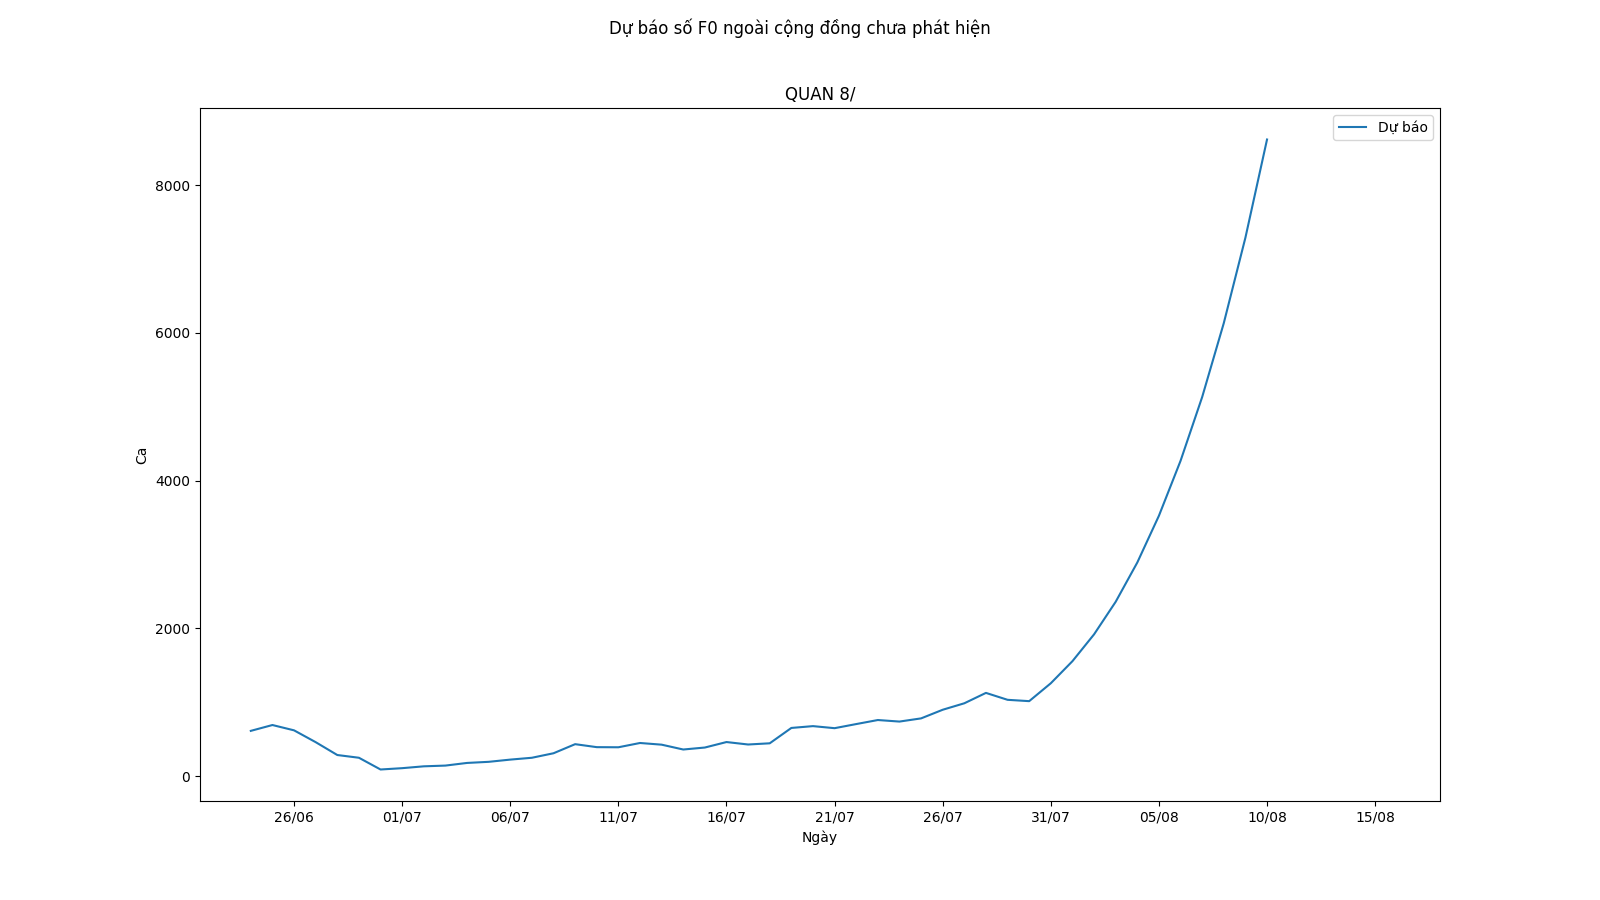 Dự báo số F0 ngoài cộng đồng chưa phát hiện
QUAN 8/
Dự báo
8000
6000
4000
2000
0
Ca
26/06 01/07 06/07 11/07 16/07 21/07 26/07 31/07 05/08 10/08 15/08
Ngày